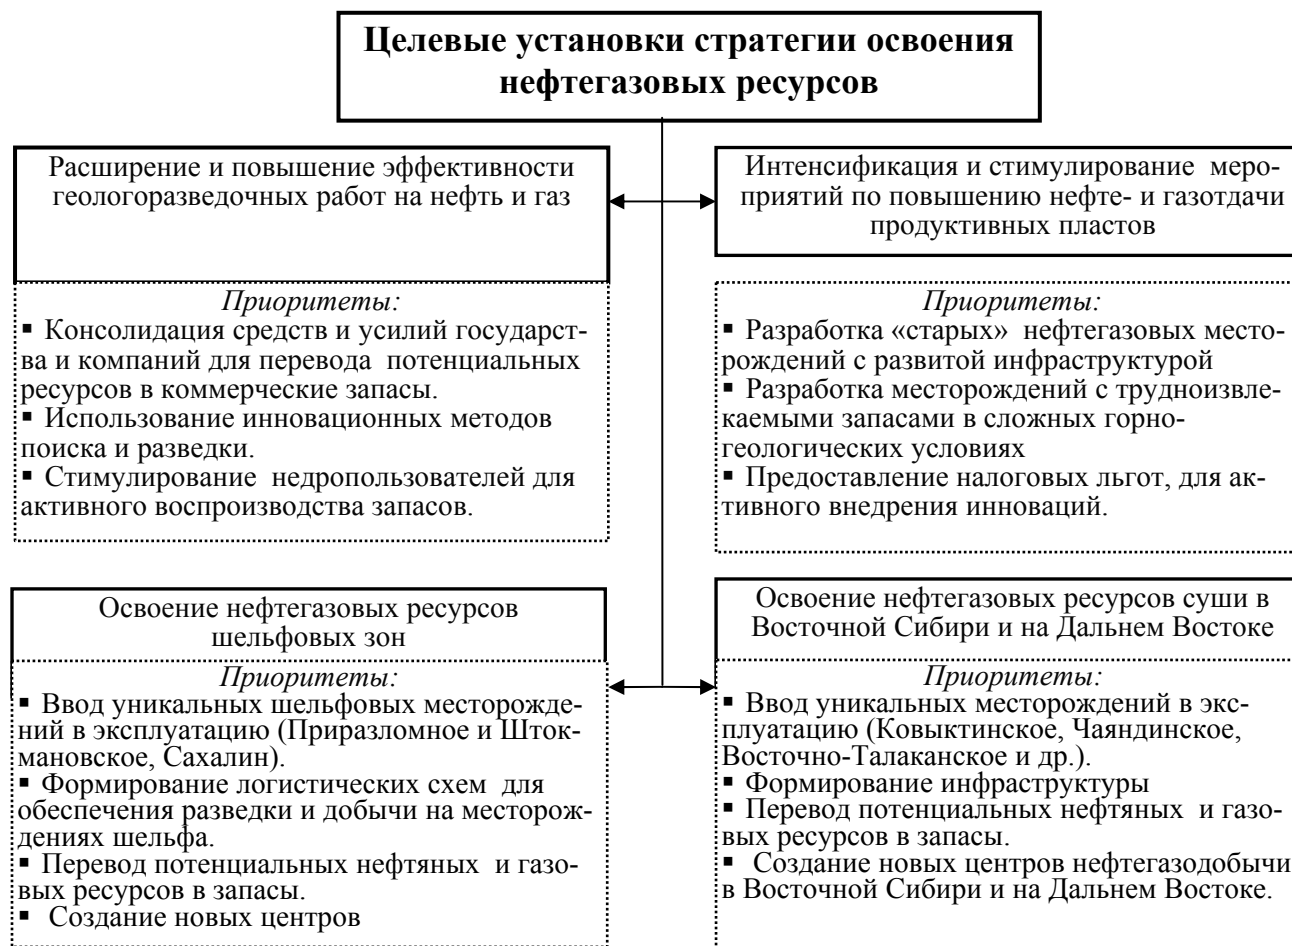 Целевые установки стратегии освоения
нефтегазовых ресурсов
Расширение и повышение эффективности
геологоразведочных работ на нефть и газ
Приоритеты:
▪ Консолидация средств и усилий государст-
ва и компаний для перевода потенциальных
ресурсов в коммерческие запасы.
▪ Использование инновационных методов
поиска и разведки.
▪ Стимулирование недропользователей для
активного воспроизводства запасов.
Интенсификация и стимулирование меро-
приятий по повышению нефте- и газотдачи
продуктивных пластов
Приоритеты:
▪ Разработка «старых» нефтегазовых место-
рождений с развитой инфраструктурой
▪ Разработка месторождений с трудноизвле-
каемыми запасами в сложных горно-
геологических условиях
▪ Предоставление налоговых льгот, для ак-
тивного внедрения инноваций.
Освоение нефтегазовых ресурсов
шельфовых зон
Приоритеты:
▪ Ввод уникальных шельфовых месторожде-
ний в эксплуатацию (Приразломное и Шток-
мановское, Сахалин).
▪ Формирование логистических схем для
обеспечения разведки и добычи на месторож-
дениях шельфа.
▪ Перевод потенциальных нефтяных и газо-
вых ресурсов в запасы.
▪ Создание новых центров
Освоение нефтегазовых ресурсов суши в
Восточной Сибири и на Дальнем Востоке
Приоритеты:
▪ Ввод уникальных месторождений в экс-
плуатацию (Ковыктинское, Чаяндинское,
Восточно-Талаканское и др.).
▪ Формирование инфраструктуры
▪ Перевод потенциальных нефтяных и газо-
вых ресурсов в запасы.
▪ Создание новых центров нефтегазодобычи
в Восточной Сибири и на Дальнем Востоке.